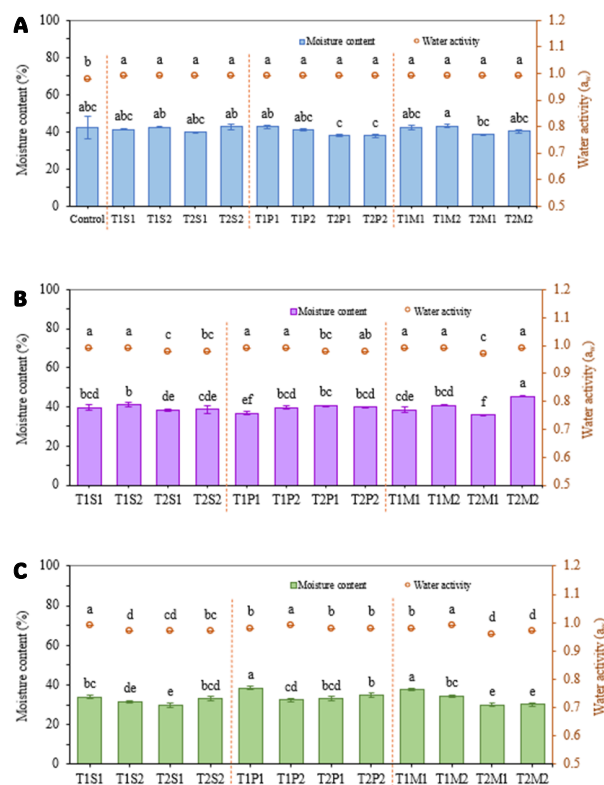 A
100
80
60
40
20
0
Moisture content (%)
Moisture content
Water activity
1.2
1.1
1.0
0.9
0.8
0.7
0.6
0.5
Water activity (aw)
b a a a a a a a a a a a a
abc abc ab abc ab ab abc c c abc a bc abc
Control T1S1 T1S2 T2S1 T2S2 T1P1 T1P2 T2P1 T2P2 T1M1 T1M2 T2M1 T2M2
B
100
80
60
40
20
0
Moisture content (%)
Moisture content
Water activity
1.2
1.1
1.0
0.9
0.8
0.7
0.6
0.5
Water activity (aw)
a a c bc a a bc ab a a c a
bcd b de cde ef bcd bc bcd cde bcd f a
T1S1 T1S2 T2S1 T2S2 T1P1 T1P2 T2P1 T2P2 T1M1 T1M2 T2M1 T2M2
C
100
80
60
40
20
0
Moisture content (%)
Moisture content
Water activity
1.2
1.1
1.0
0.9
0.8
0.7
0.6
0.5
Water activity (aw)
a d cd bc b a b b b a d d
bc de e bcd a cd bcd b a bc e e
T1S1 T1S2 T2S1 T2S2 T1P1 T1P2 T2P1 T2P2 T1M1 T1M2 T2M1 T2M2